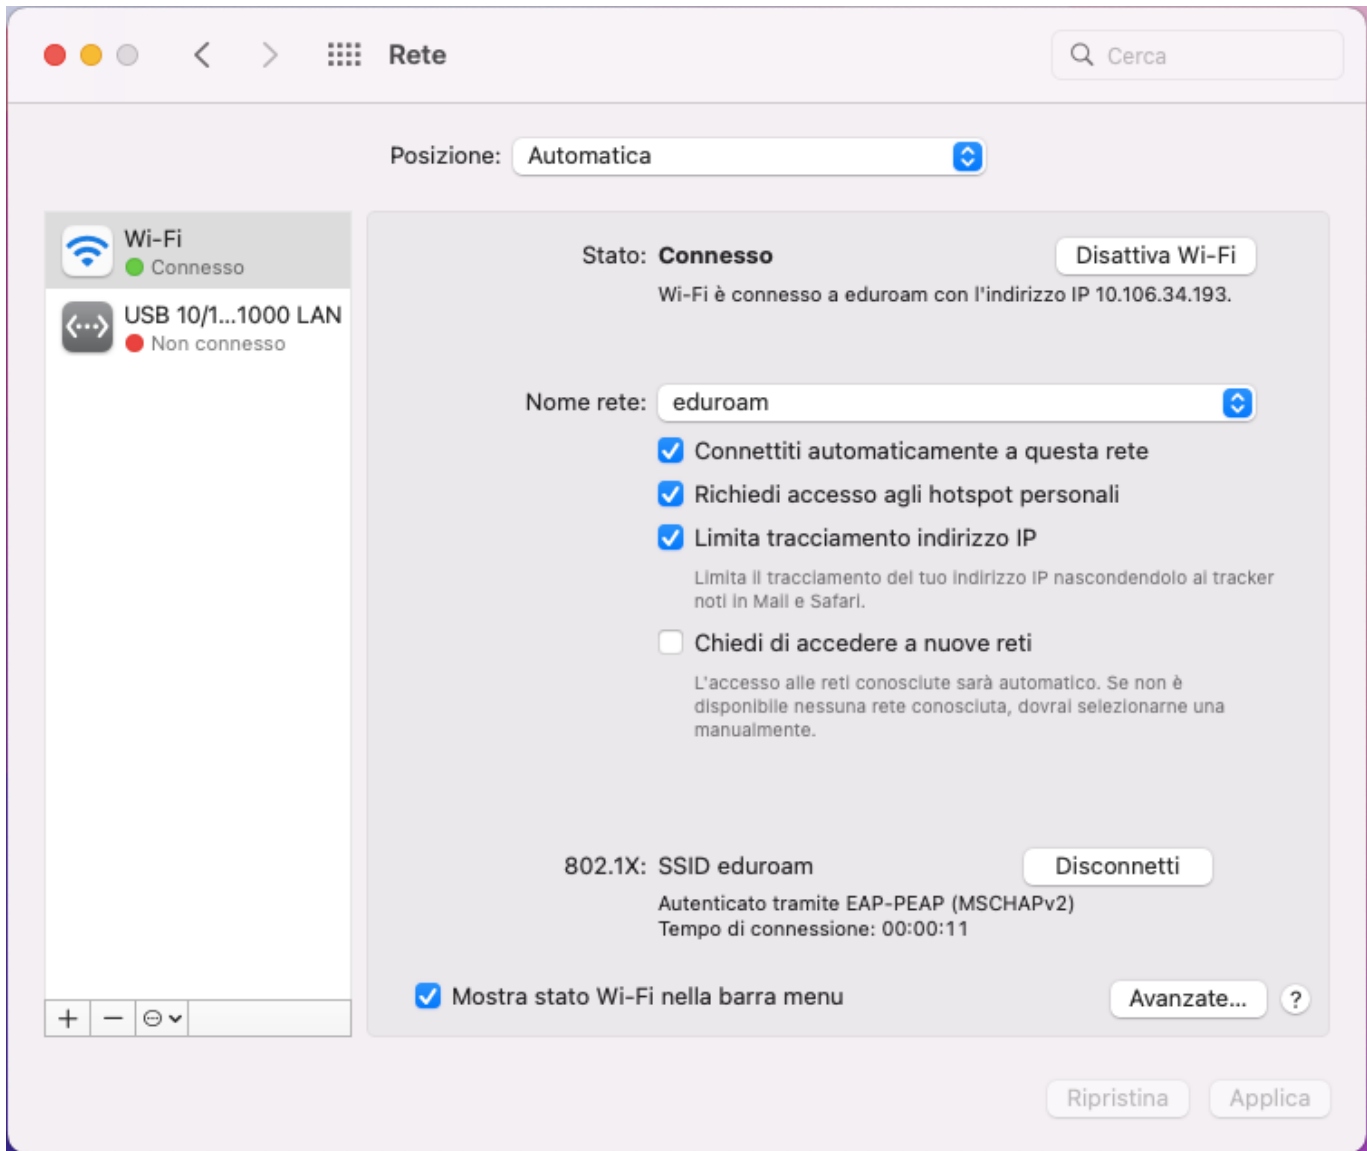 Rete
Cerca
Posizione: Automatica
Wi-Fi
Connesso
USB 10/1...1000 LAN
Non connesso
Stato: Connesso
Disattiva Wi-Fi
Wi-Fi è connesso a eduroam con l'indirizzo IP 10.106.34.193.
Nome rete: eduroam
Connettiti automaticamente a questa rete
Richiedi accesso agli hotspot personali
Limita tracciamento indirizzo IP
Limita il tracciamento del tuo indirizzo IP nascondendolo ai tracker
noti in Mail e Safari.
Chiedi di accedere a nuove reti
L'accesso alle reti conosciute sarà automatico. Se non è
disponibile nessuna rete conosciuta, dovrai selezionarne una
manualmente.
802.1X: SSID eduroam
Disconnetti
Autenticato tramite EAP-PEAP (MSCHAPv2)
Tempo di connessione: 00:00:11
Mostra stato Wi-Fi nella barra menu
Avanzate...
?
Ripristina
Applica